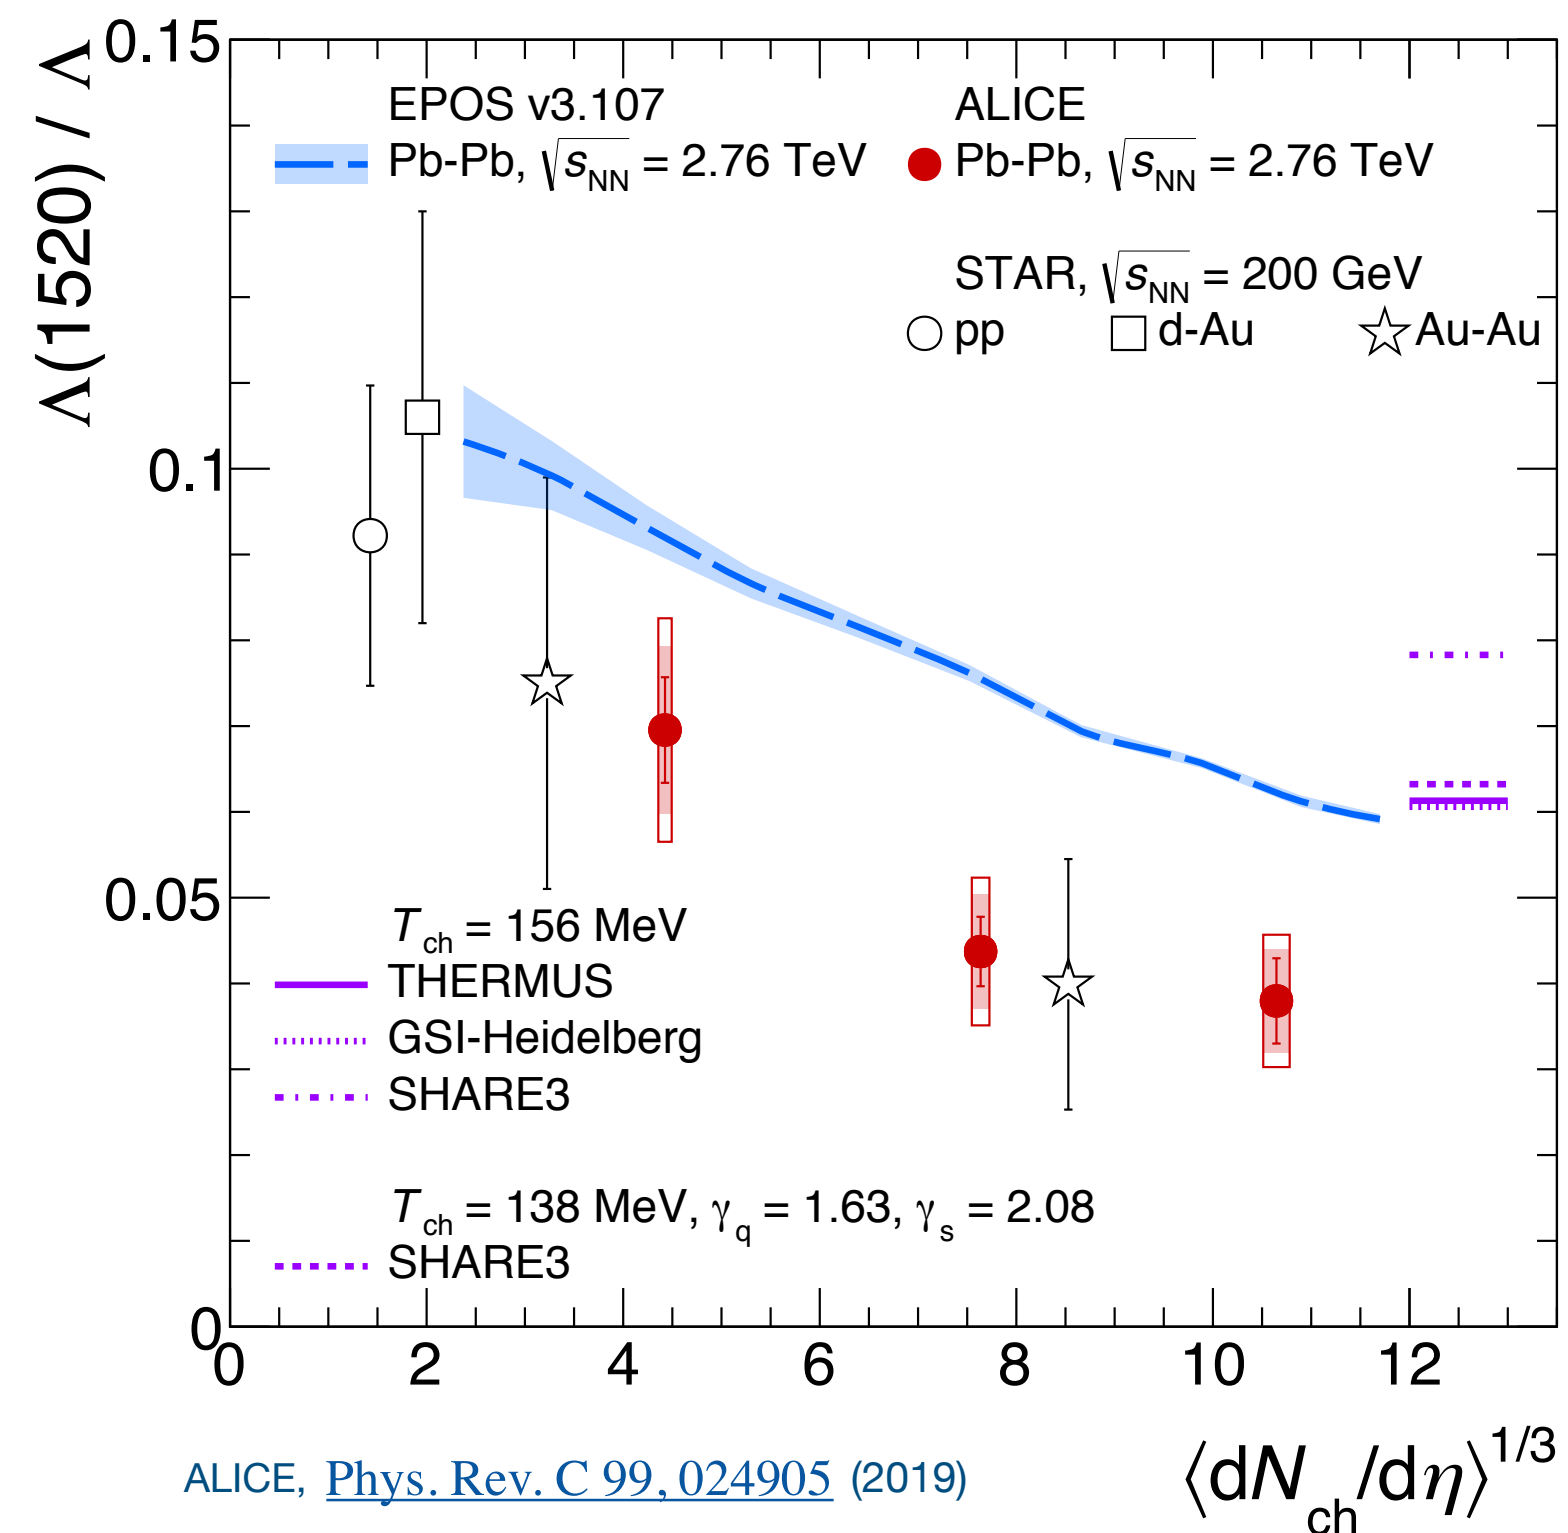 Λ(1520) / Λ
0.15
0.1
0.05
0
EPOS v3.107
Pb-Pb, √sNN = 2.76 TeV
ALICE
Pb-Pb, √sNN = 2.76 TeV
STAR, √sNN = 200 GeV
pp
d-Au
Au-Au
Tch = 156 MeV
THERMUS
GSI-Heidelberg
SHARE3
Tch = 138 MeV, γq = 1.63, γs = 2.08
SHARE3
0 2 4 6 8 10 12
⟨dNch/dη⟩1/3
ALICE, Phys. Rev. C 99, 024905 (2019)